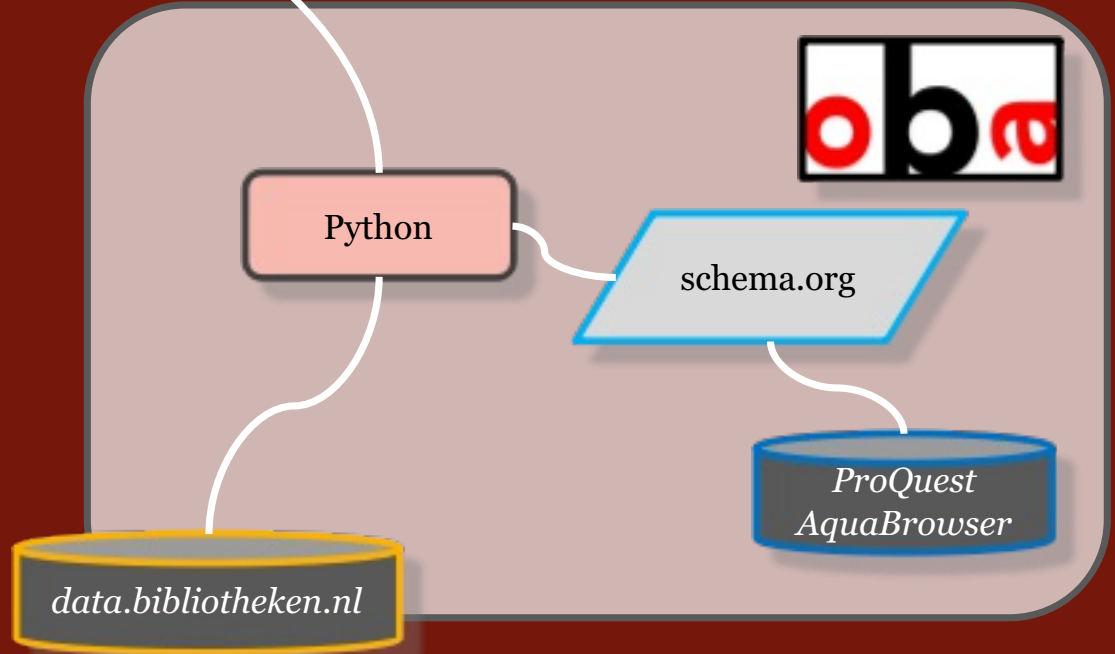 oba
Python
schema.org
ProQuest
AquaBrowser
data.bibliotheken.nl